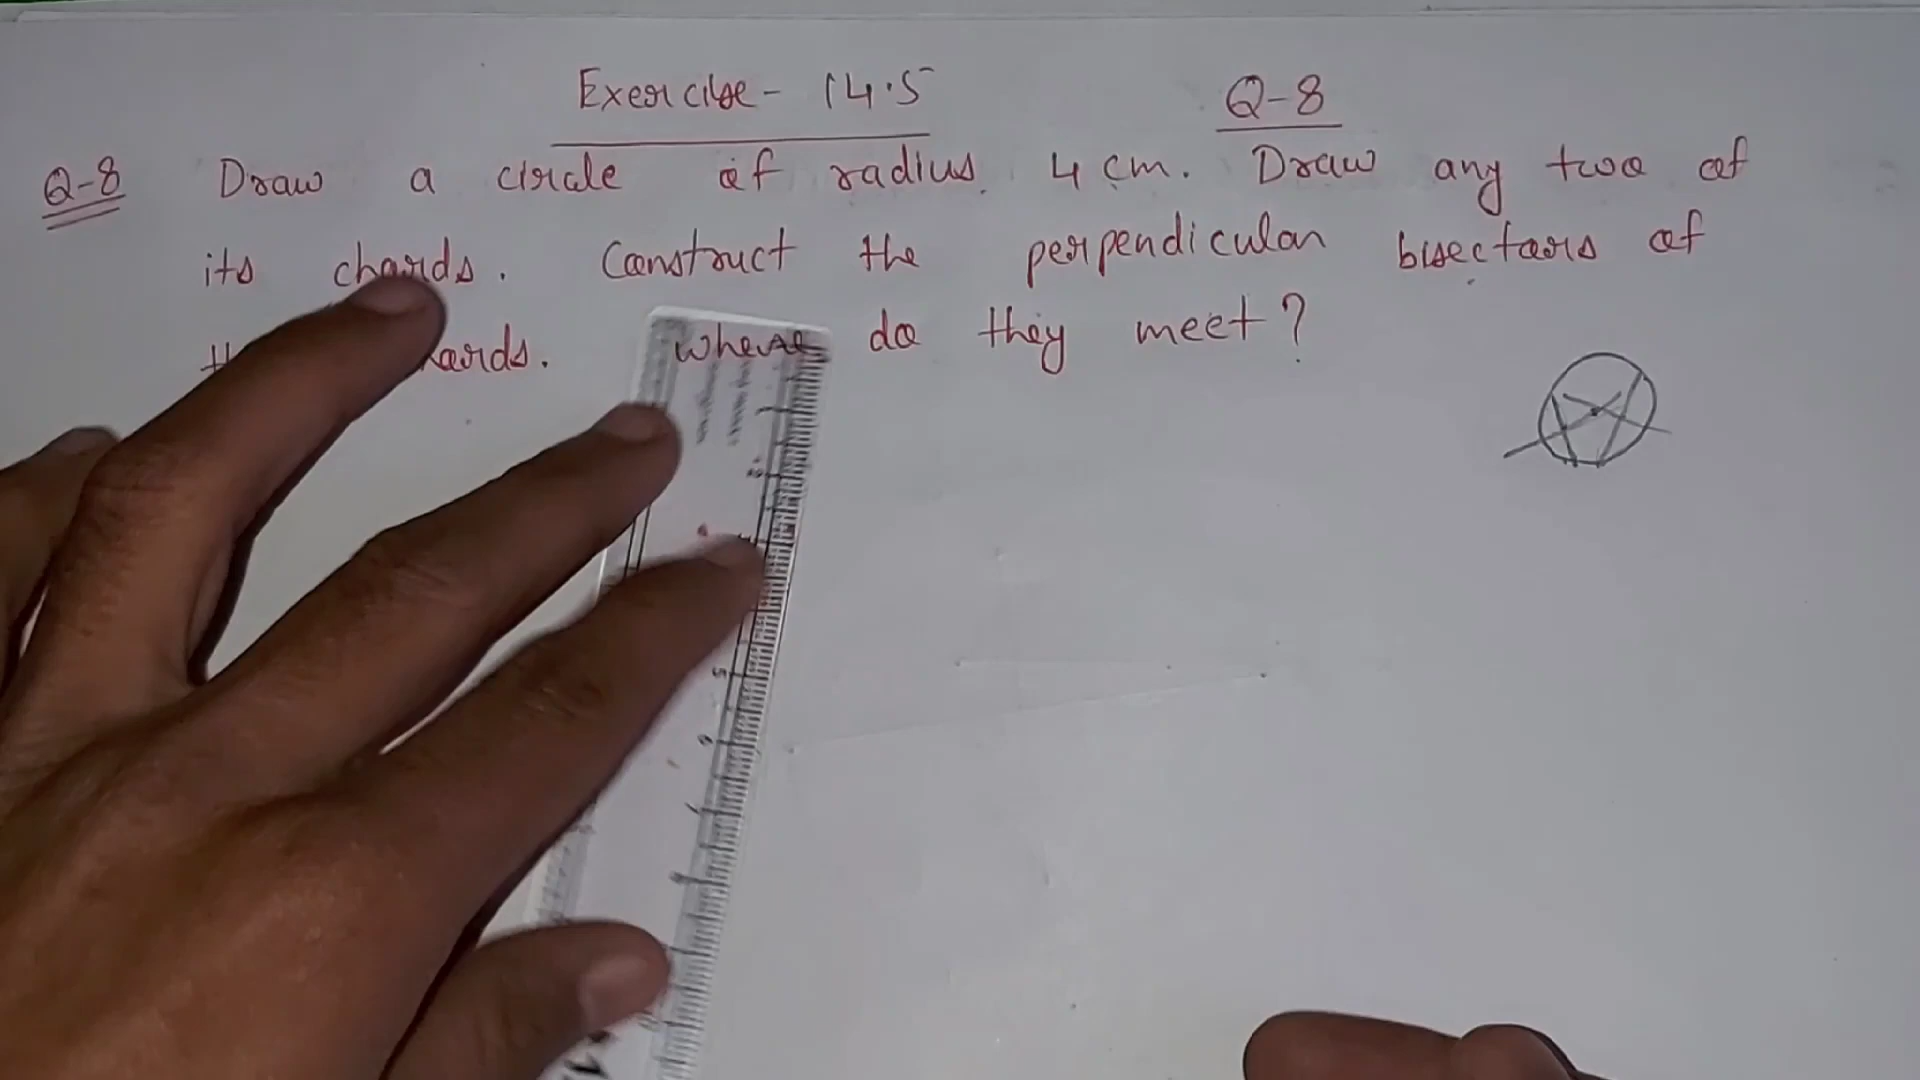 Exercise - 14.5
Q-8
Q-8 Draw a circle of radius 4 cm. Draw any two of
its chords. Construct the perpendicular bisectors of
where do they meet?